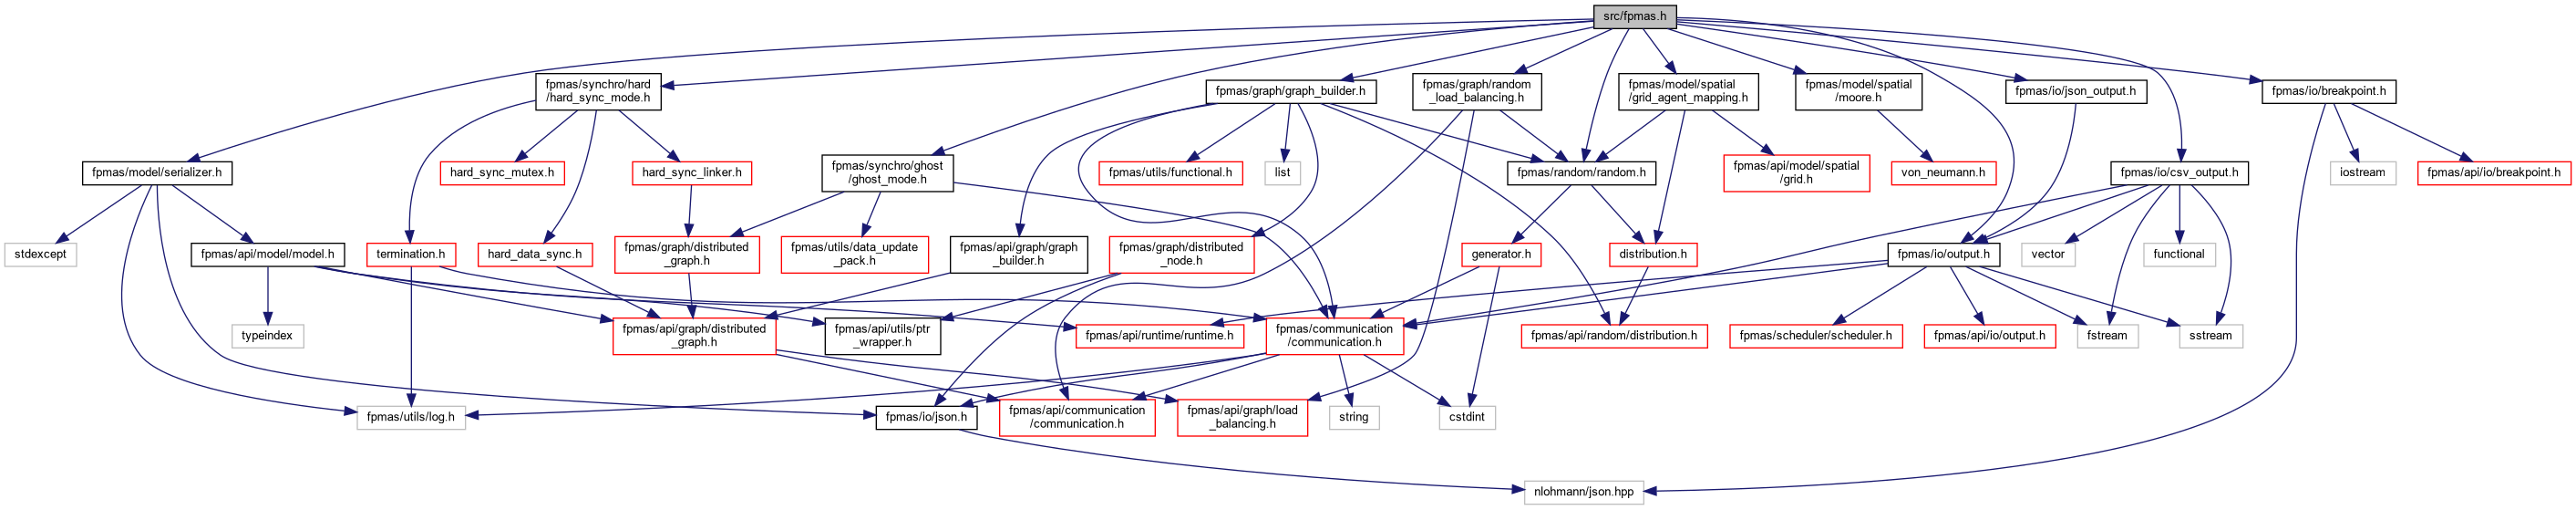 src/fpmas.h
fpmas/synchro/hard
/hard_sync_mode.h
fpmas/graph/graph_builder.h
fpmas/graph/random
_load_balancing.h
fpmas/model/spatial
/grid_agent_mapping.h
fpmas/model/spatial
/moore.h
fpmas/io/json_output.h
fpmas/io/breakpoint.h
fpmas/model/serializer.h
hard_sync_mutex.h
hard_sync_linker.h
fpmas/synchro/ghost
/ghost_mode.h
fpmas/utils/functional.h
list
fpmas/random/random.h
fpmas/api/model/spatial
/grid.h
von_neumann.h
fpmas/io/csv_output.h
iostream
fpmas/api/io/breakpoint.h
stdexcept
fpmas/api/model/model.h
termination.h
hard_data_sync.h
fpmas/graph/distributed
_graph.h
fpmas/utils/data_update
_pack.h
fpmas/api/graph/graph
_builder.h
fpmas/graph/distributed
_node.h
generator.h
distribution.h
fpmas/io/output.h
vector
functional
typeindex
fpmas/api/graph/distributed
_graph.h
fpmas/api/utils/ptr
_wrapper.h
fpmas/api/runtime/runtime.h
fpmas/communication
/communication.h
fpmas/api/random/distribution.h
fpmas/scheduler/scheduler.h
fpmas/api/io/output.h
fstream
sstream
fpmas/utils/log.h
fpmas/io/json.h
fpmas/api/communication
/communication.h
fpmas/api/graph/load
_balancing.h
string
cstdint
nlohmann/json.hpp